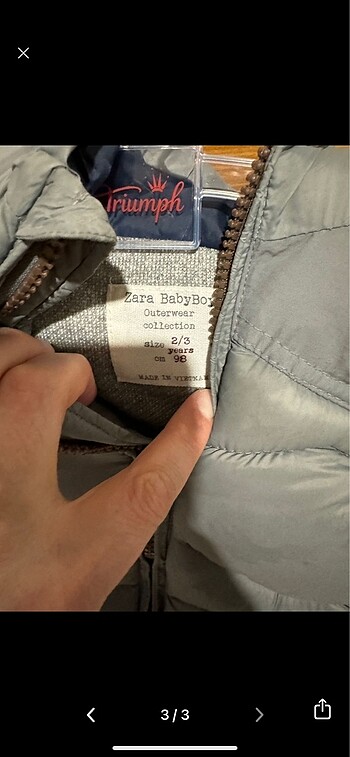 Triumph
Zara BabyBoy
Outerwear
collection
size 2/3
years
cm 98
MADE IN VIETNAM
3/3